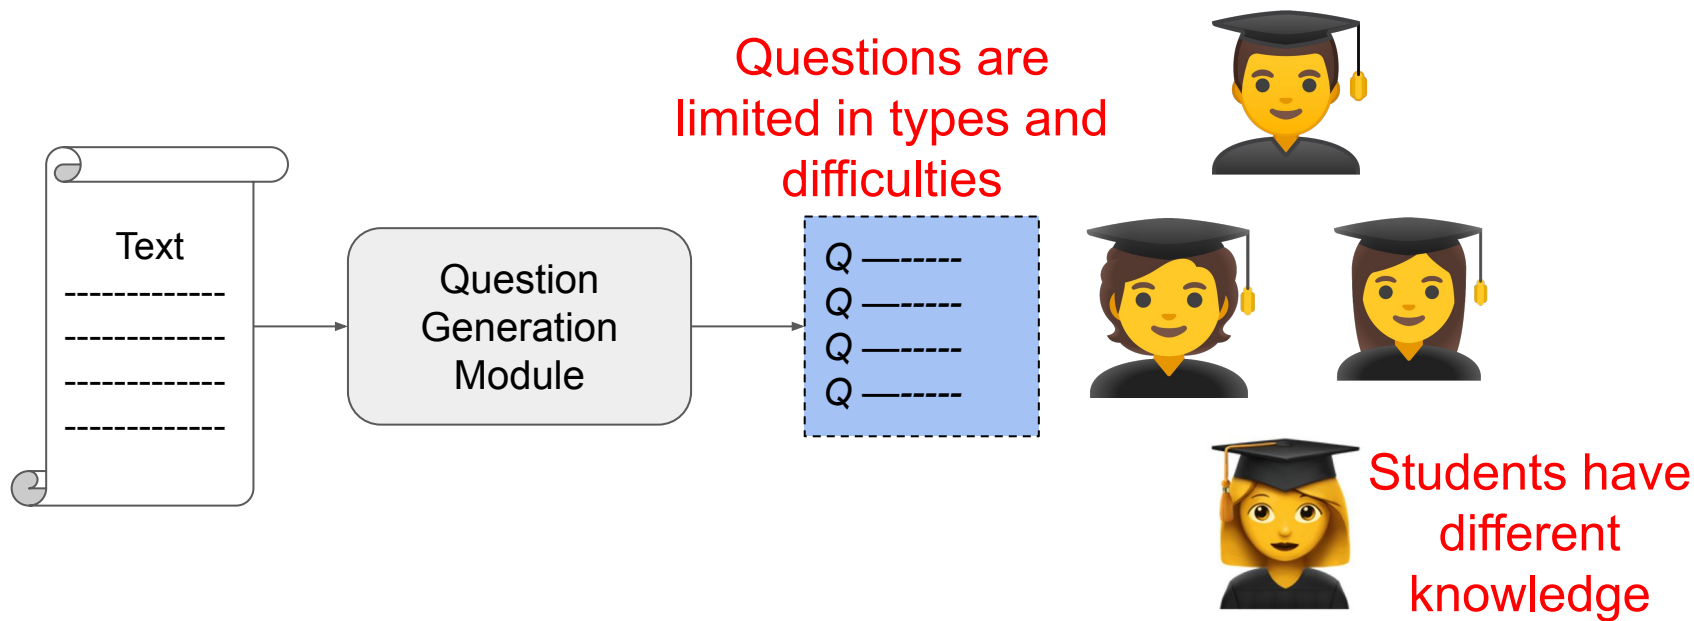 Questions are
limited in types and
difficulties
Text
Question
Generation
Module
Q —-----
Q —-----
Q —-----
Q —-----
Students have
different
knowledge